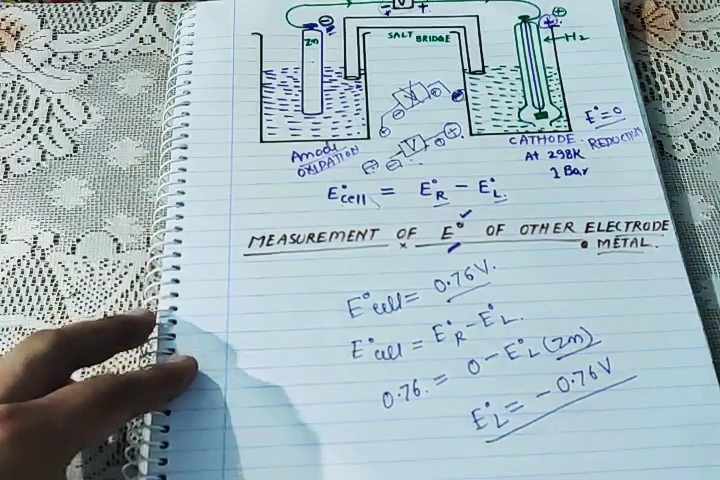 - V +
Zn
SALT BRIDGE
H2
E°=0
Anode
OXIDATION
CATHODE
REDUCTION
At 298K
1 Bar
V
V
E°cell = E°R - E°L
MEASUREMENT OF E° OF OTHER ELECTRODE
METAL.
E°cell = 0.76V.
E°cell = E°R - E°L.
0.76. = 0 - E°L (Zn)
E°L = - 0.76V